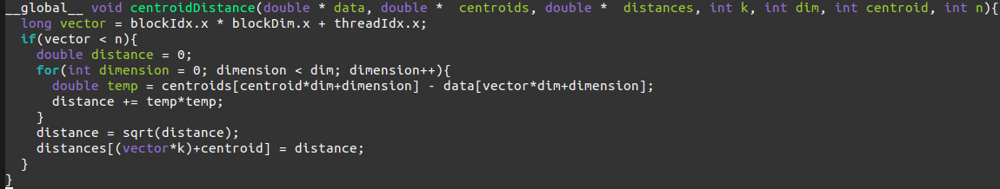 __global__ void centroidDistance(double * data, double *  centroids, double *  distances, int k, int dim, int centroid, int n){
  long vector = blockIdx.x * blockDim.x + threadIdx.x;
  if(vector < n){
    double distance = 0;
    for(int dimension = 0; dimension < dim; dimension++){
      double temp = centroids[centroid*dim+dimension] - data[vector*dim+dimension];
      distance += temp*temp;
    }
    distance = sqrt(distance);
    distances[(vector*k)+centroid] = distance;
  }
}